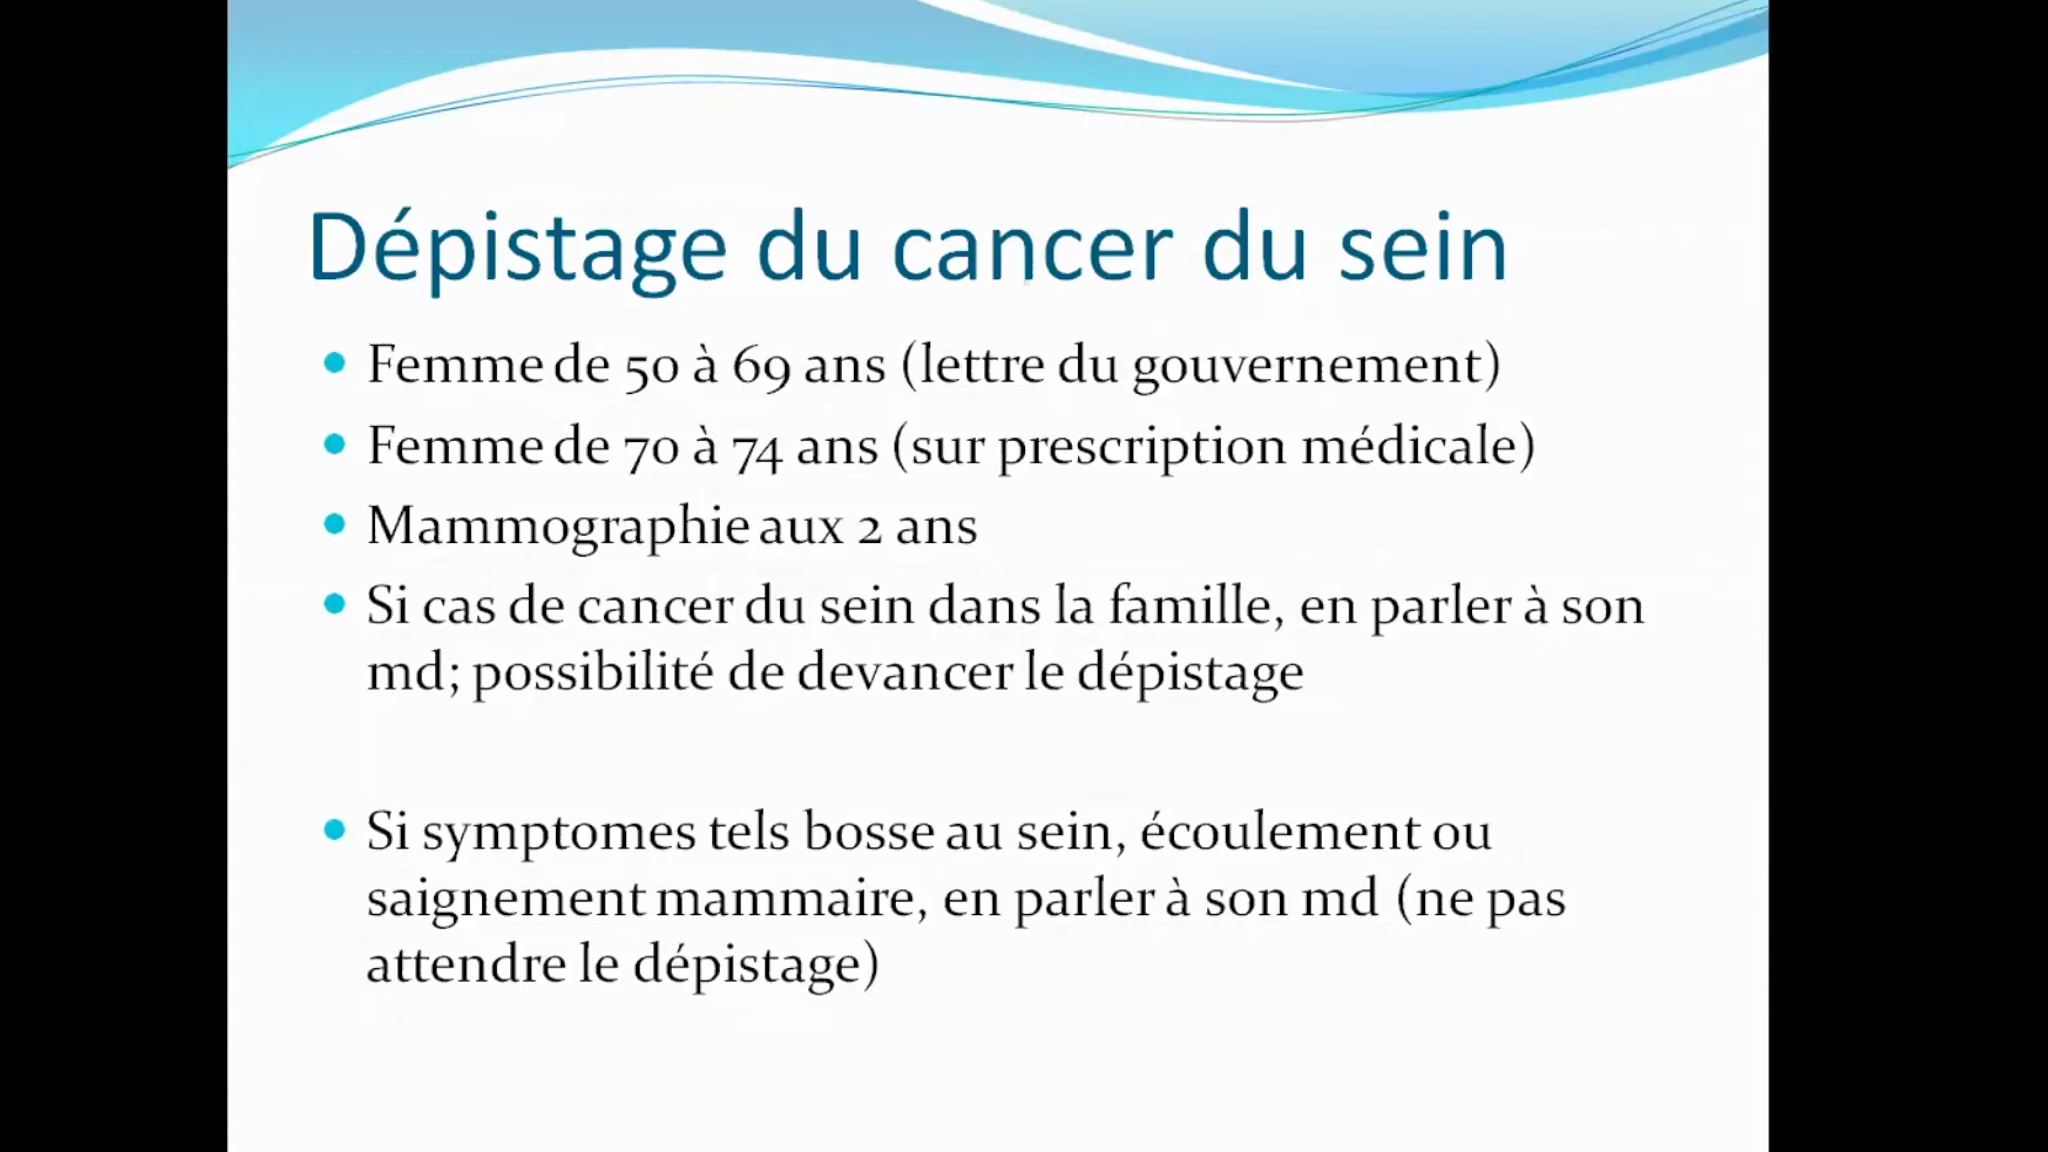 Dépistage du cancer du sein
Femme de 50 à 69 ans (lettre du gouvernement)
Femme de 70 à 74 ans (sur prescription médicale)
Mammographie aux 2 ans
Si cas de cancer du sein dans la famille, en parler à son
md; possibilité de devancer le dépistage
Si symptomes tels bosse au sein, écoulement ou
saignement mammaire, en parler à son md (ne pas
attendre le dépistage)